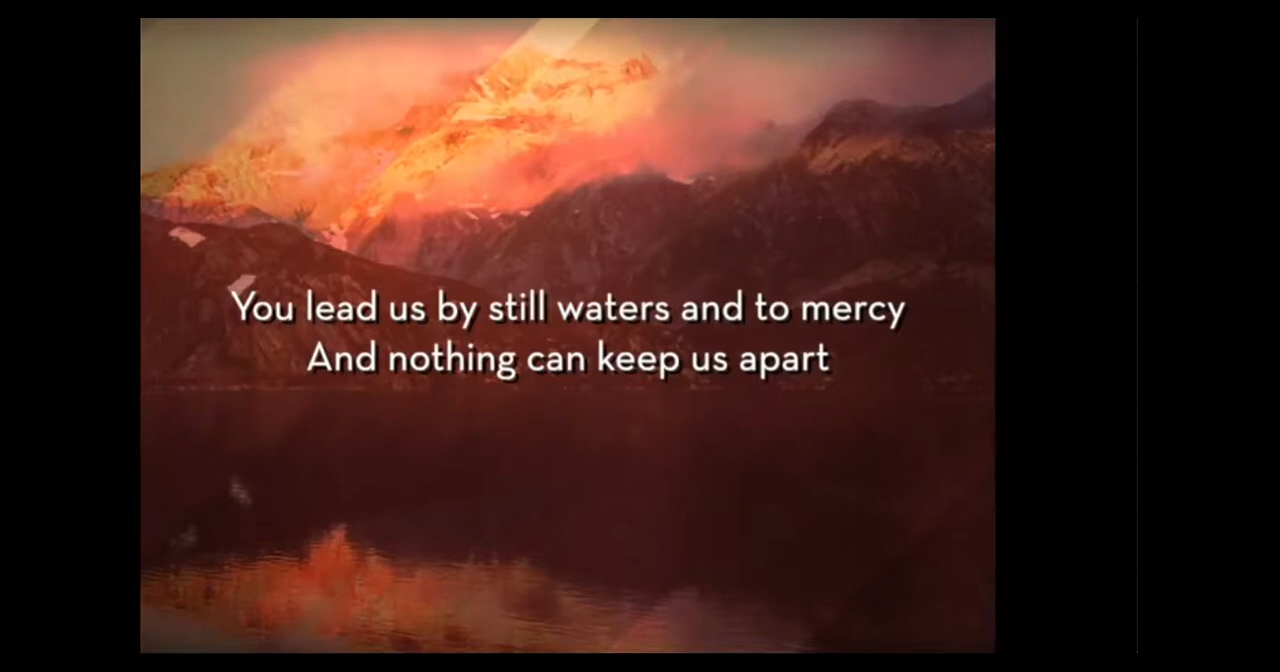 You lead us by still waters and to mercy
And nothing can keep us apart